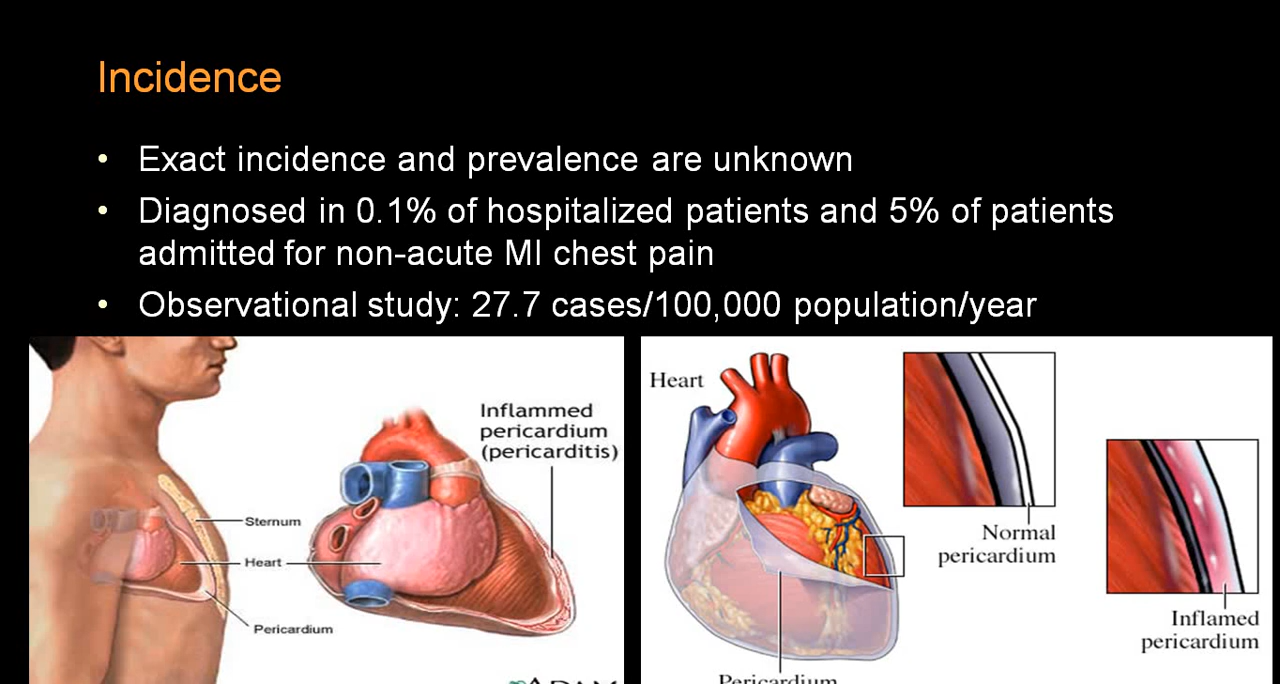 Incidence
• Exact incidence and prevalence are unknown
• Diagnosed in 0.1% of hospitalized patients and 5% of patients
admitted for non-acute MI chest pain
• Observational study: 27.7 cases/100,000 population/year
Inflammed
pericardium
(pericarditis)
Sternum
Heart
Pericardium
ADAM
Heart
Normal
pericardium
Inflamed
pericardium
Pericardium